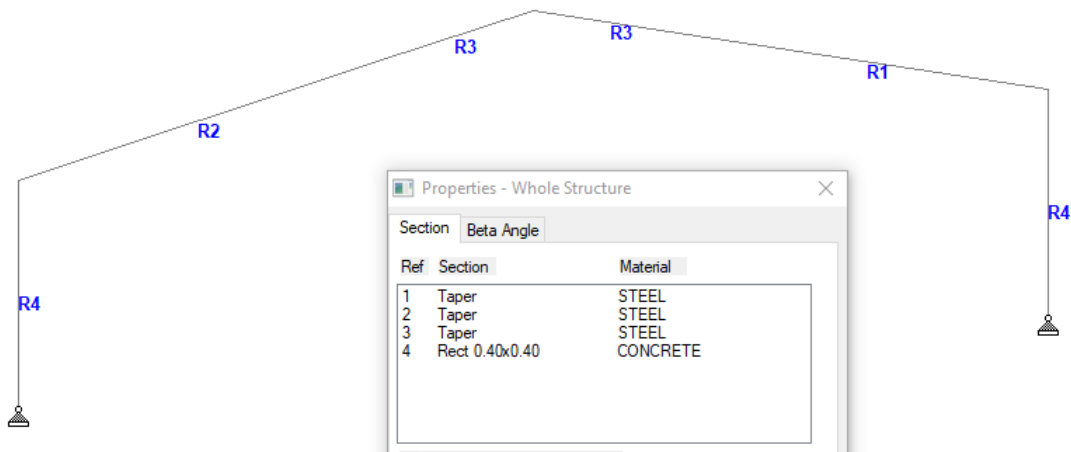 R3
R3
R1
R2
Properties - Whole Structure
Section Beta Angle
Ref Section Material
1 Taper STEEL
2 Taper STEEL
3 Taper STEEL
4 Rect 0.40x0.40 CONCRETE
R4
R4